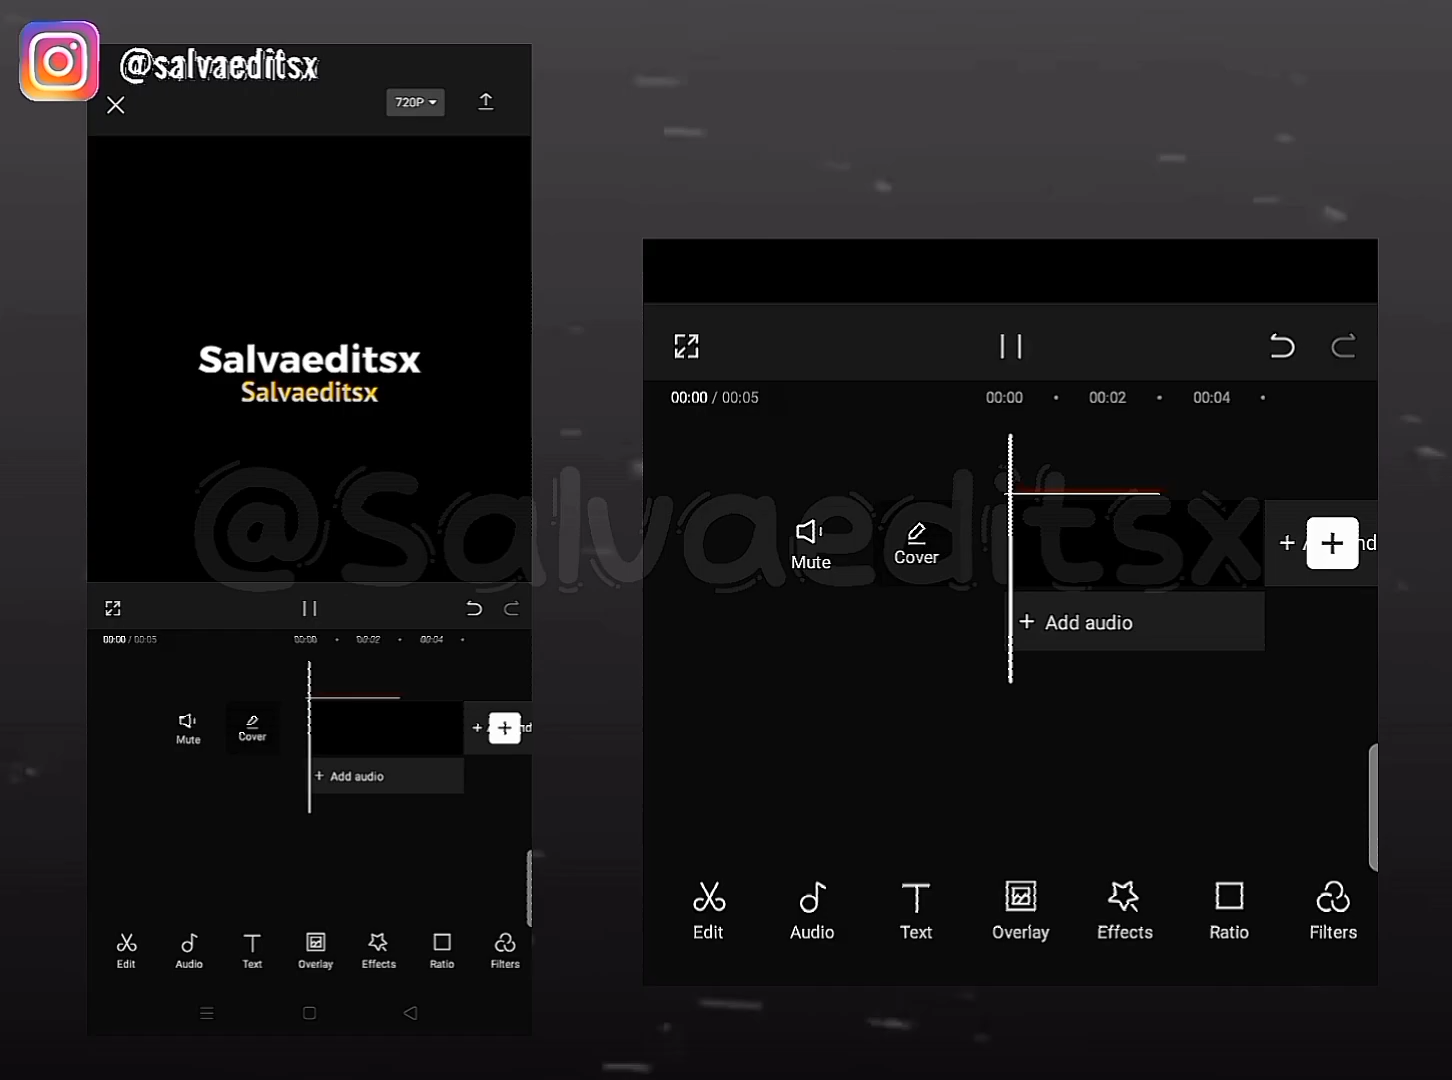 @salvaeditsx
720P
Salvaeditsx
Salvaeditsx
@Salvaeditsx
00:00 / 00:05
00:00
00:02
00:04
Mute
Cover
+ Add audio
Edit
Audio
Text
Overlay
Effects
Ratio
Filters
00:00 / 00:05
00:00
00:02
00:04
Mute
Cover
+ Add audio
Edit
Audio
Text
Overlay
Effects
Ratio
Filters